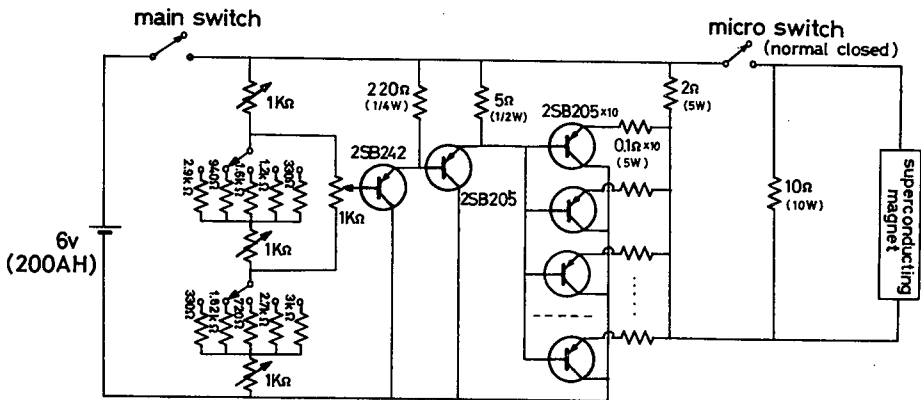 main switch
micro switch
(normal closed)
1KΩ
220Ω
(1/4W)
5Ω
(1/2W)
2SB205×10
0.1Ω×10
(5W)
2Ω
(5W)
2SB242
2SB205
2.9kΩ
940Ω
1.6kΩ
1.2kΩ
330Ω
1KΩ
1KΩ
10Ω
(10W)
superconducting
magnet
6v
(200AH)
330Ω
1.82kΩ
720Ω
2.7kΩ
3kΩ
1KΩ